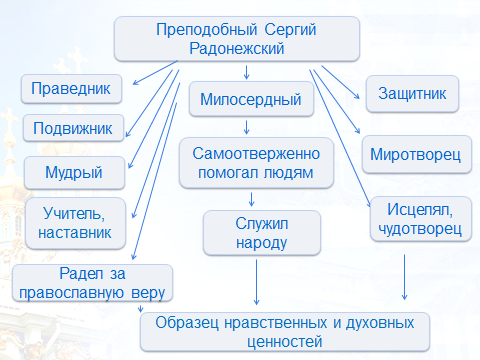 Преподобный Сергий
Радонежский
Праведник
Милосердный
Защитник
Подвижник
Самоотверженно
помогал людям
Миротворец
Мудрый
Учитель,
наставник
Служил
народу
Исцелял,
чудотворец
Радел за
православную веру
Образец нравственных и духовных
ценностей